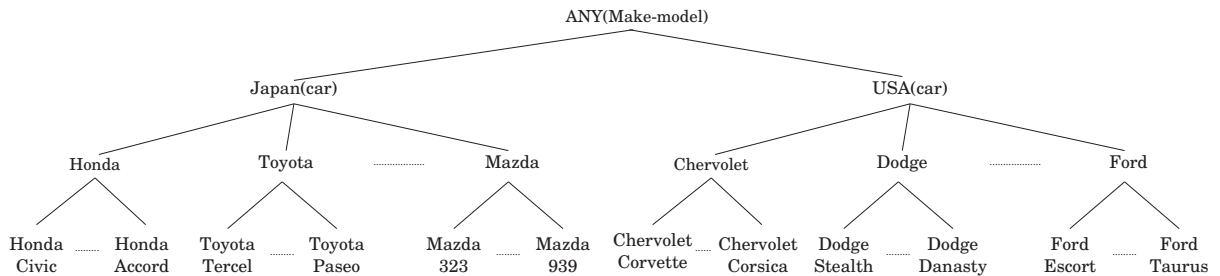 ANY(Make-model)
Japan(car) USA(car)
Honda Toyota Mazda Chervolet Dodge Ford
Honda Honda Toyota Toyota Mazda Mazda Chervolet Chervolet Dodge Dodge Ford Ford
Civic Accord Tercel Paseo 323 939 Corvette Corsica Stealth Danasty Escort Taurus